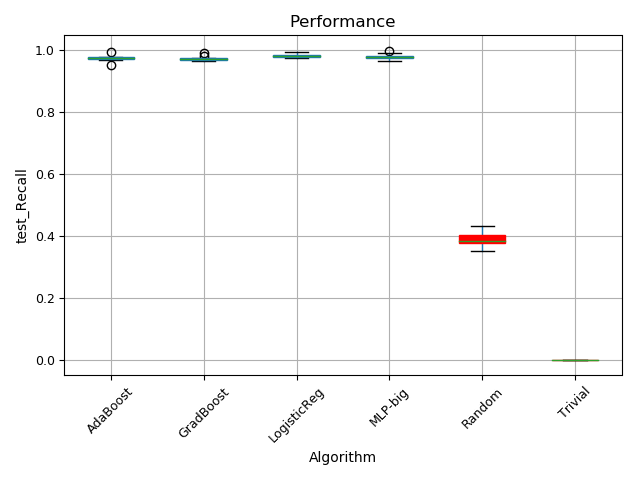 Performance
test_Recall
1.0
0.8
0.6
0.4
0.2
0.0
AdaBoost
GradBoost
LogisticReg
MLP-big
Random
Trivial
Algorithm